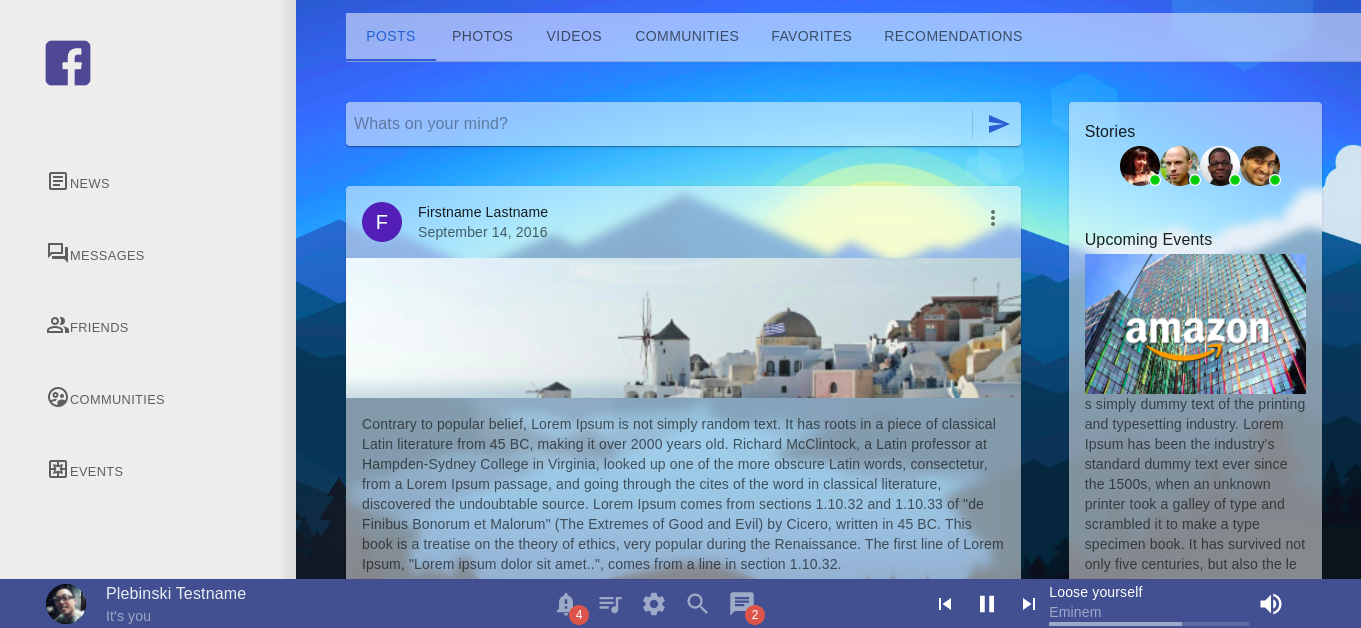 POSTS PHOTOS VIDEOS COMMUNITIES FAVORITES RECOMENDATIONS
f
NEWS
MESSAGES
FRIENDS
COMMUNITIES
EVENTS
Whats on your mind?
F
Firstname Lastname
September 14, 2016
Contrary to popular belief, Lorem Ipsum is not simply random text. It has roots in a piece of classical
Latin literature from 45 BC, making it over 2000 years old. Richard McClintock, a Latin professor at
Hampden-Sydney College in Virginia, looked up one of the more obscure Latin words, consectetur,
from a Lorem Ipsum passage, and going through the cites of the word in classical literature,
discovered the undoubtable source. Lorem Ipsum comes from sections 1.10.32 and 1.10.33 of "de
Finibus Bonorum et Malorum" (The Extremes of Good and Evil) by Cicero, written in 45 BC. This
book is a treatise on the theory of ethics, very popular during the Renaissance. The first line of Lorem
Ipsum, "Lorem ipsum dolor sit amet..", comes from a line in section 1.10.32.
Stories
Upcoming Events
amazon
s simply dummy text of the printing
and typesetting industry. Lorem
Ipsum has been the industry's
standard dummy text ever since
the 1500s, when an unknown
printer took a galley of type and
scrambled it to make a type
specimen book. It has survived not
only five centuries, but also the le
Plebinski Testname
It's you
4
2
Loose yourself
Eminem